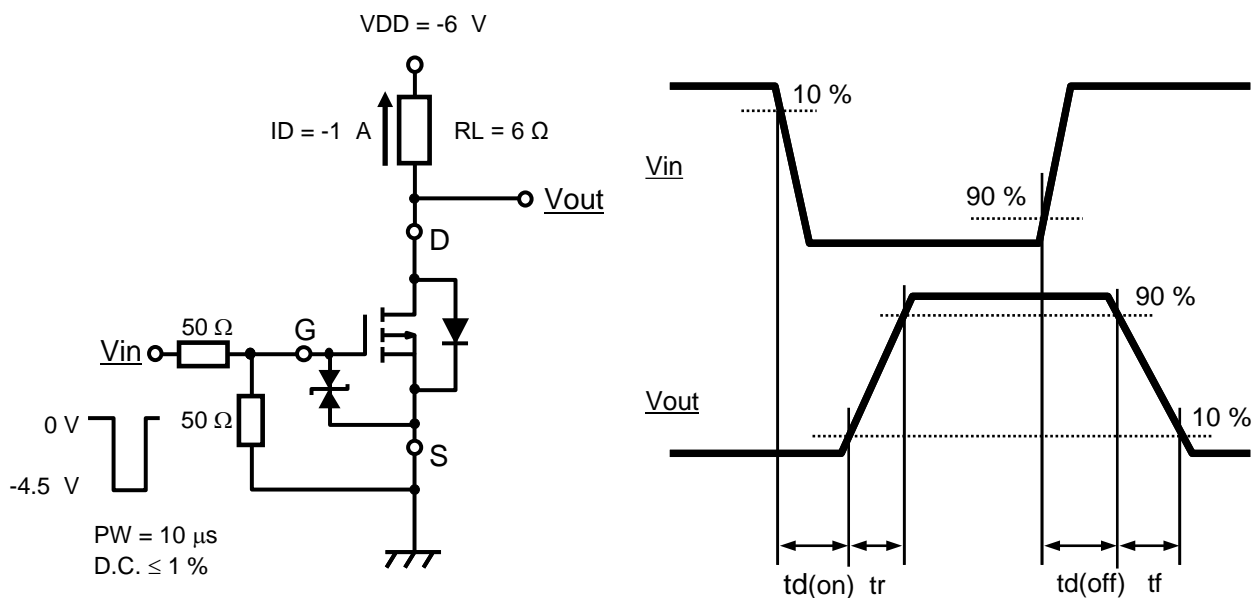 VDD = -6 V
ID = -1 A
RL = 6 Ω
Vout
D
50 Ω
G
Vin
50 Ω
0 V
-4.5 V
S
PW = 10 μs
D.C. ≤ 1 %
10 %
Vin
90 %
90 %
Vout
10 %
td(on) tr
td(off) tf